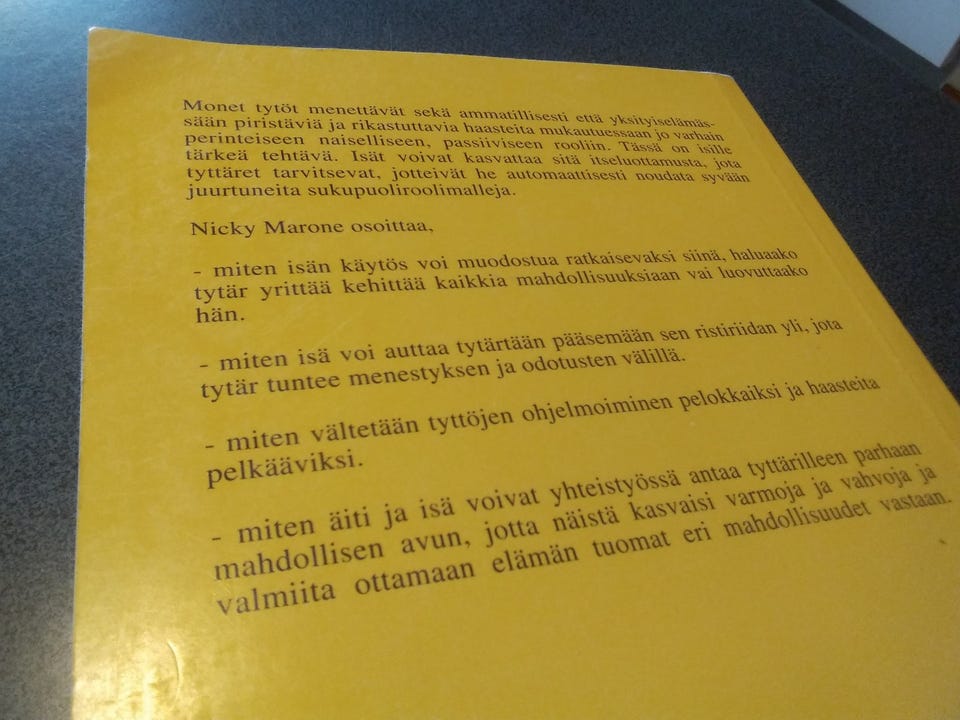 Monet tytöt menettävät sekä ammatillisesti että yksityiselämäs-
sään piristäviä ja rikastuttavia haasteita mukautuessaan jo varhain
perinteiseen naiselliseen, passiiviseen rooliin. Tässä on isille
tärkeä tehtävä. Isät voivat kasvattaa sitä itseluottamusta, jota
tyttäret tarvitsevat, jotteivät he automaattisesti noudata syvään
juurtuneita sukupuoliroolimalleja.
Nicky Marone osoittaa,
- miten isän käytös voi muodostua ratkaisevaksi siinä, haluaako
tytär yrittää kehittää kaikkia mahdollisuuksiaan vai luovuttaako
hän.
- miten isä voi auttaa tytärtään pääsemään sen ristiriidan yli, jota
tytär tuntee menestyksen ja odotusten välillä.
- miten vältetään tyttöjen ohjelmoiminen pelokkaiksi ja haasteita
pelkääviksi.
- miten äiti ja isä voivat yhteistyössä antaa tyttärilleen parhaan
mahdollisen avun, jotta näistä kasvaisi varmoja ja vahvoja ja
valmiita ottamaan elämän tuomat eri mahdollisuudet vastaan.